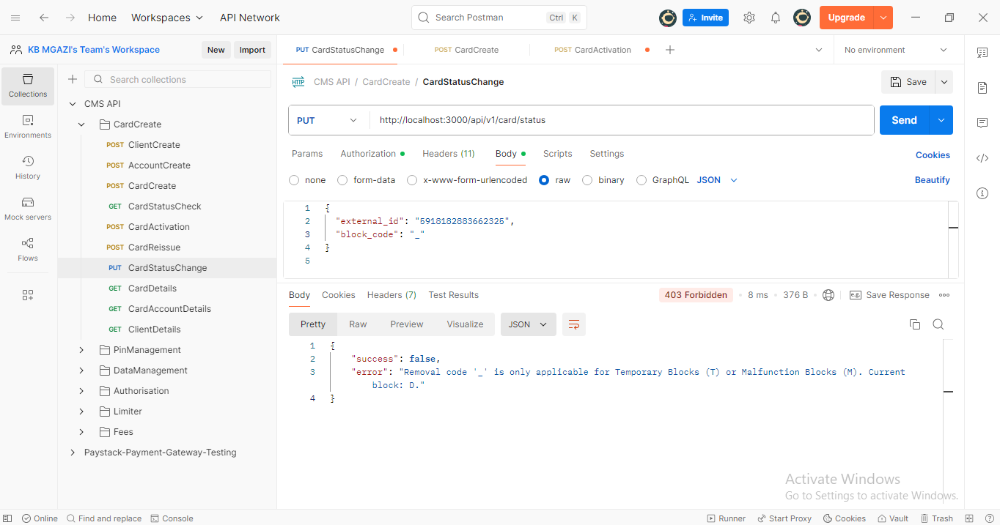 Home Workspaces API Network Search Postman Ctrl K Invite Upgrade
KB MGAZI's Team's Workspace New Import
PUT CardStatusChange POST CardCreate POST CardActivation No environment
Collections
Environments
History
Mock servers
Flows
Search collections
CMS API
CardCreate
POST ClientCreate
POST AccountCreate
POST CardCreate
GET CardStatusCheck
POST CardActivation
POST CardReissue
PUT CardStatusChange
GET CardDetails
GET CardAccountDetails
GET ClientDetails
PinManagement
DataManagement
Authorisation
Limiter
Fees
Paystack-Payment-Gateway-Testing
HTTP CMS API / CardCreate / CardStatusChange Save
PUT http://localhost:3000/api/v1/card/status Send
Params Authorization Headers (11) Body Scripts Settings Cookies
none form-data x-www-form-urlencoded raw binary GraphQL JSON Beautify
1 {
2 "external_id": "5918182883662325",
3 "block_code": "_"
4 }
5
Body Cookies Headers (7) Test Results 403 Forbidden 8 ms 376 B e.g. Save Response
Pretty Raw Preview Visualize JSON
1 {
2 "success": false,
3 "error": "Removal code '_' is only applicable for Temporary Blocks (T) or Malfunction Blocks (M). Current
block: D."
4 }
Activate Windows
Go to Settings to activate Windows.
Online Find and replace Console Runner Start Proxy Cookies Vault Trash